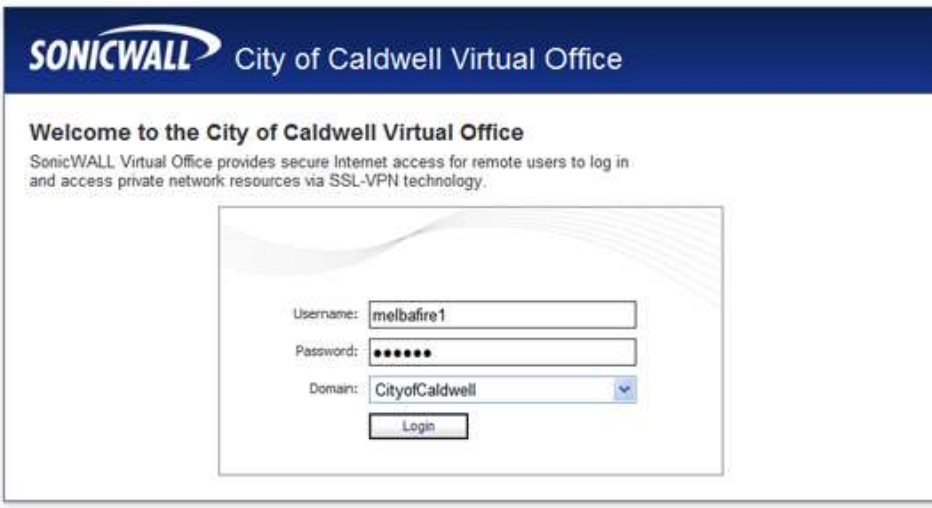 SONICWALL City of Caldwell Virtual Office
Welcome to the City of Caldwell Virtual Office
SonicWALL Virtual Office provides secure Internet access for remote users to log in
and access private network resources via SSL-VPN technology.
Username: melbafire1
Password: ●●●●●●
Domain: CityofCaldwell
Login